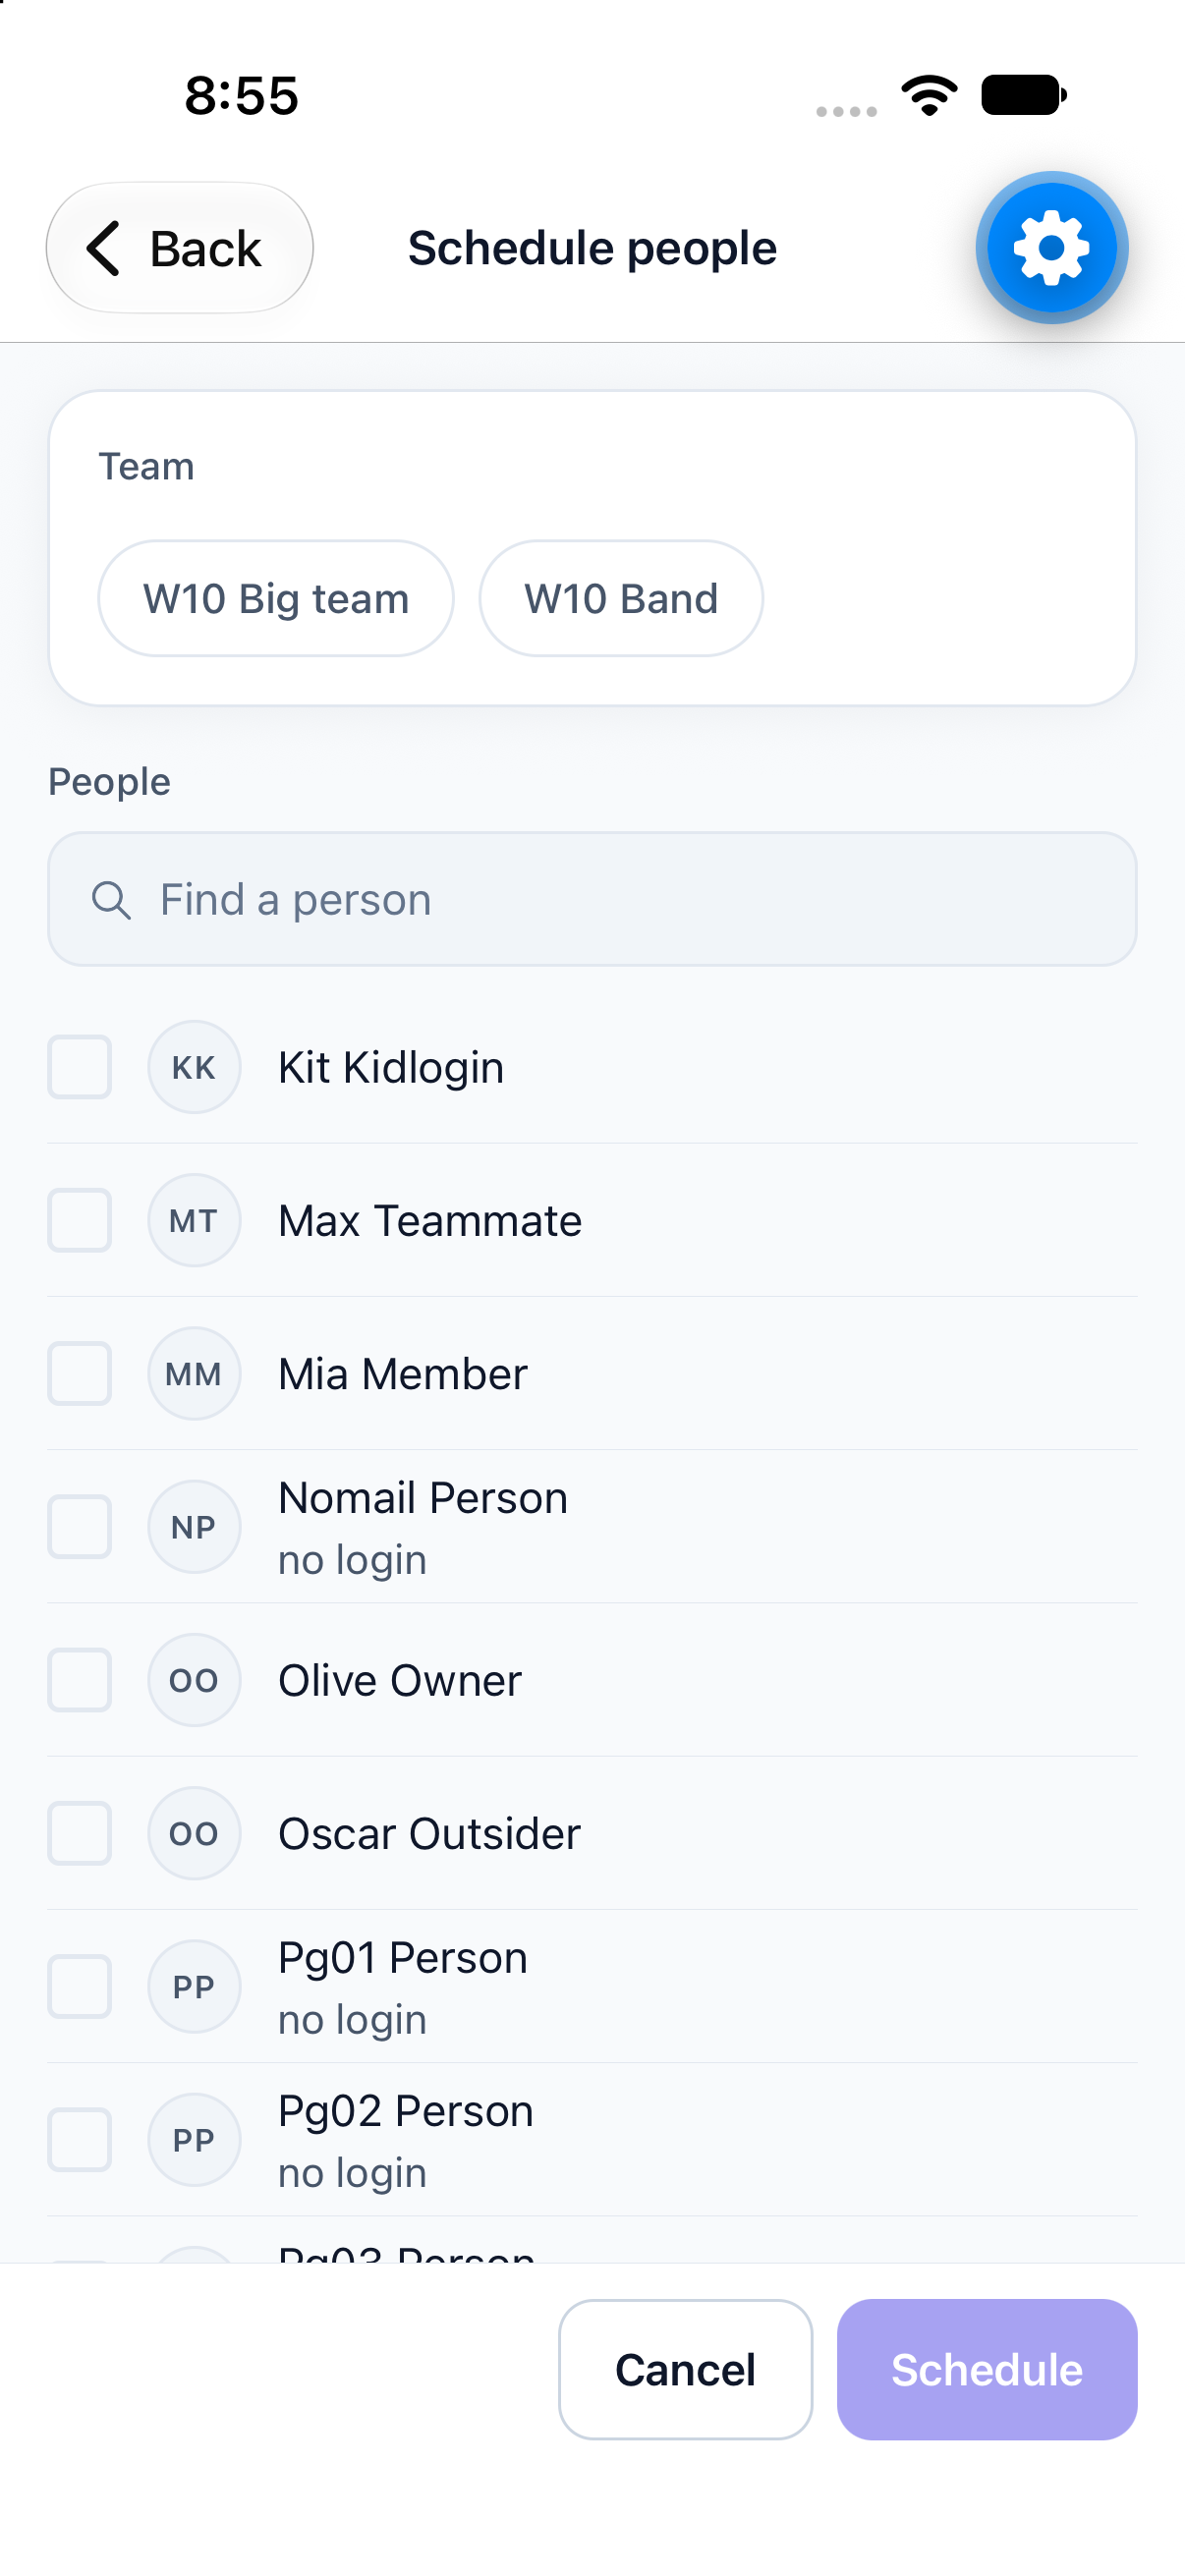 8:55
Back
Schedule people
Team
W10 Big team
W10 Band
People
Find a person
KK
Kit Kidlogin
MT
Max Teammate
MM
Mia Member
NP
Nomail Person
no login
OO
Olive Owner
OO
Oscar Outsider
PP
Pg01 Person
no login
PP
Pg02 Person
no login
Pg03 Person
Cancel
Schedule